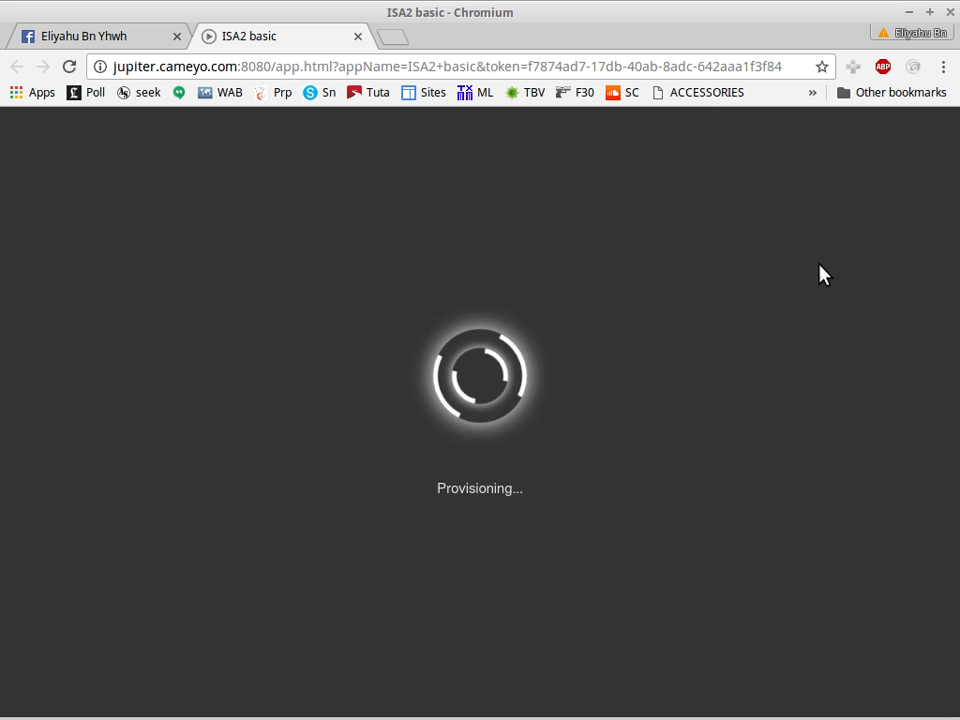 ISA2 basic - Chromium
Eliyahu Bn Yhwh
ISA2 basic
Eliyahu Bn
jupiter.cameyo.com:8080/app.html?appName=ISA2+basic&token=f7874ad7-17db-40ab-8adc-642aaa1f3f84
ABP
Apps Poll seek WAB Prp Sn Tuta Sites ML TBV F30 SC ACCESSORIES » Other bookmarks
Provisioning...